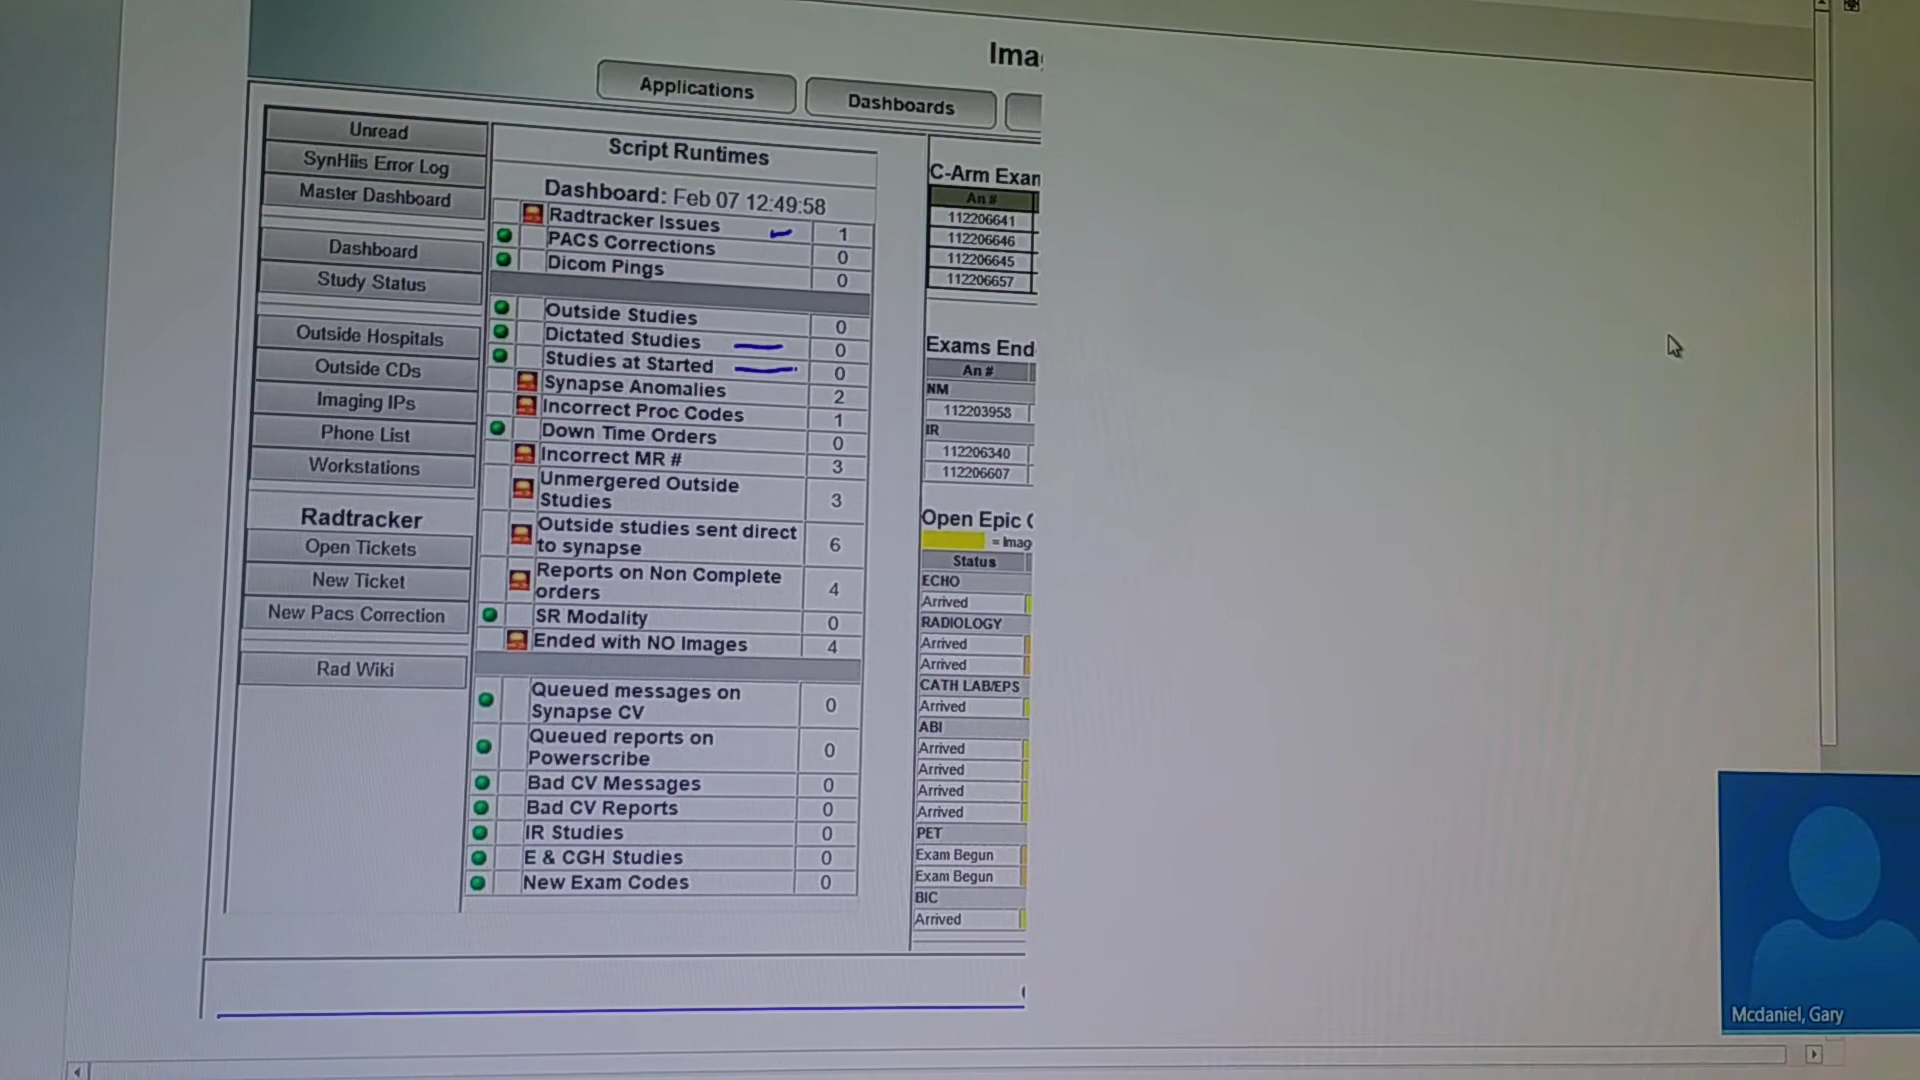 Ima
Applications
Dashboards
Unread
SynHiis Error Log
Master Dashboard
Dashboard
Study Status
Outside Hospitals
Outside CDs
Imaging IPs
Phone List
Workstations
Radtracker
Open Tickets
New Ticket
New Pacs Correction
Rad Wiki
Script Runtimes
Dashboard: Feb 07 12:49:58
Radtracker Issues 1
PACS Corrections 0
Dicom Pings 0
Outside Studies 0
Dictated Studies 0
Studies at Started 0
Synapse Anomalies 2
Incorrect Proc Codes 1
Down Time Orders 0
Incorrect MR # 3
Unmergered Outside
Studies 3
Outside studies sent direct
to synapse 6
Reports on Non Complete
orders 4
SR Modality 0
Ended with NO Images 4
Queued messages on
Synapse CV 0
Queued reports on
Powerscribe 0
Bad CV Messages 0
Bad CV Reports 0
IR Studies 0
E & CGH Studies 0
New Exam Codes 0
C-Arm Exan
An #
112206641
112206646
112206645
112206657
Exams End
An #
NM
112203958
IR
112206340
112206607
Open Epic
= Imag
Status
ECHO
Arrived
RADIOLOGY
Arrived
Arrived
CATH LAB/EPS
Arrived
ABI
Arrived
Arrived
Arrived
Arrived
PET
Exam Begun
Exam Begun
BIC
Arrived
Mcdaniel, Gary